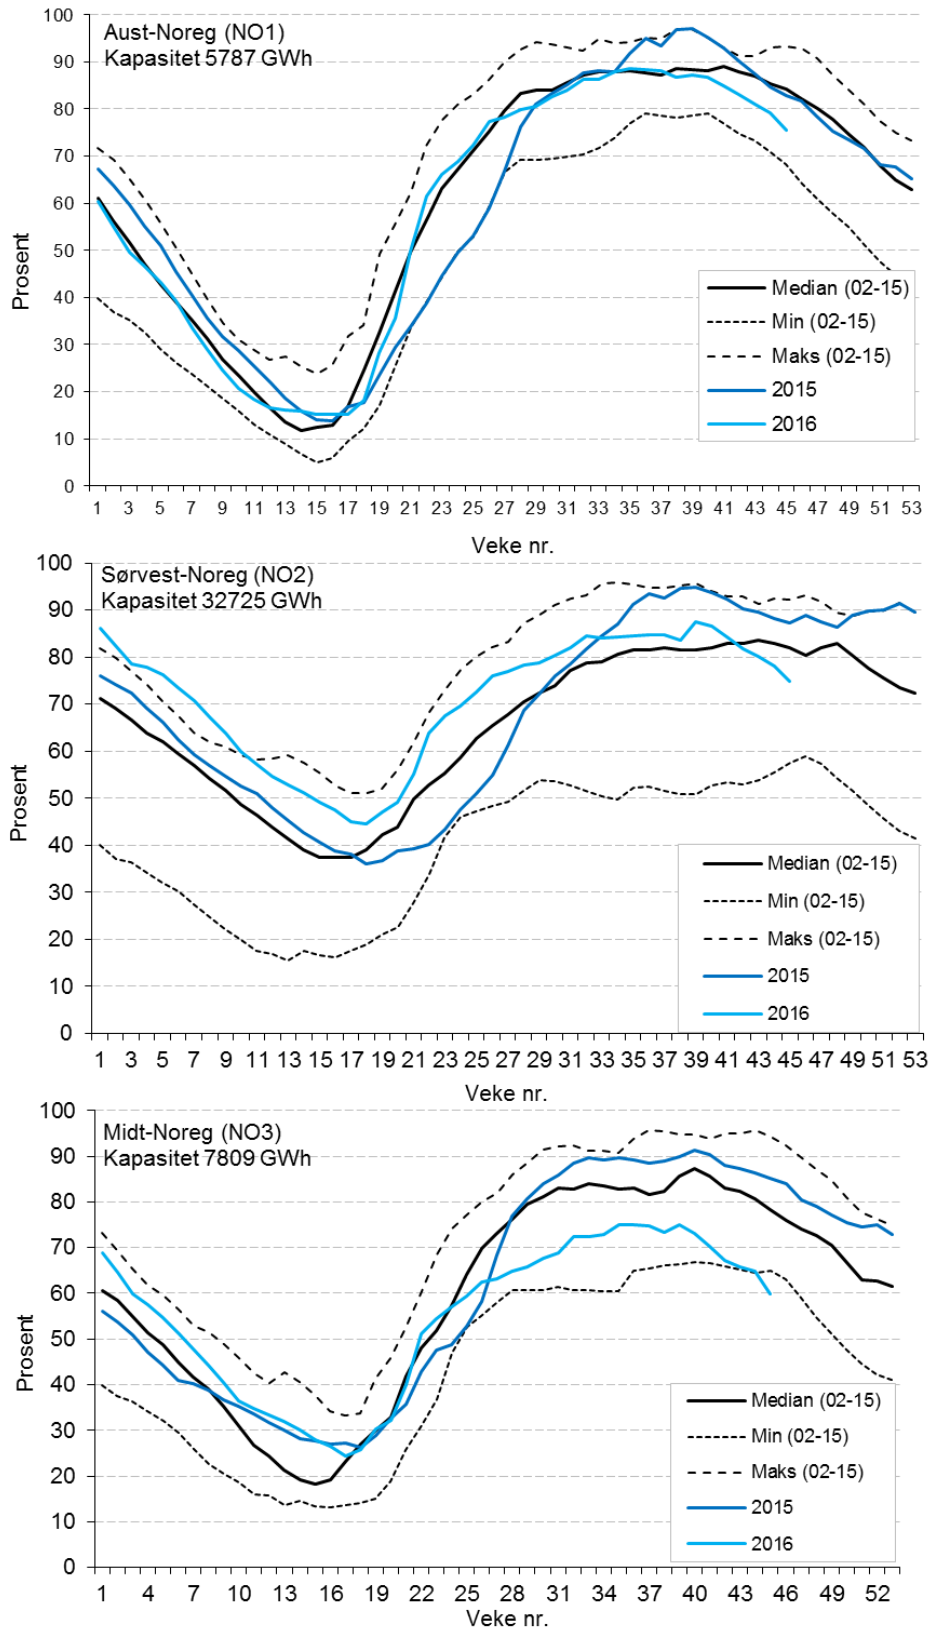 Aust-Noreg (NO1)
Kapasitet 5787 GWh
100
90
80
70
60
50
40
30
20
10
0
Prosent
Median (02-15)
Min (02-15)
Maks (02-15)
2015
2016
1 3 5 7 9 11 13 15 17 19 21 23 25 27 29 31 33 35 37 39 41 43 45 47 49 51 53
Veke nr.
Sørvest-Noreg (NO2)
Kapasitet 32725 GWh
100
90
80
70
60
50
40
30
20
10
0
Prosent
Median (02-15)
Min (02-15)
Maks (02-15)
2015
2016
1 3 5 7 9 11 13 15 17 19 21 23 25 27 29 31 33 35 37 39 41 43 45 47 49 51 53
Veke nr.
Midt-Noreg (NO3)
Kapasitet 7809 GWh
100
90
80
70
60
50
40
30
20
10
0
Prosent
Median (02-15)
Min (02-15)
Maks (02-15)
2015
2016
1 4 7 10 13 16 19 22 25 28 31 34 37 40 43 46 49 52
Veke nr.